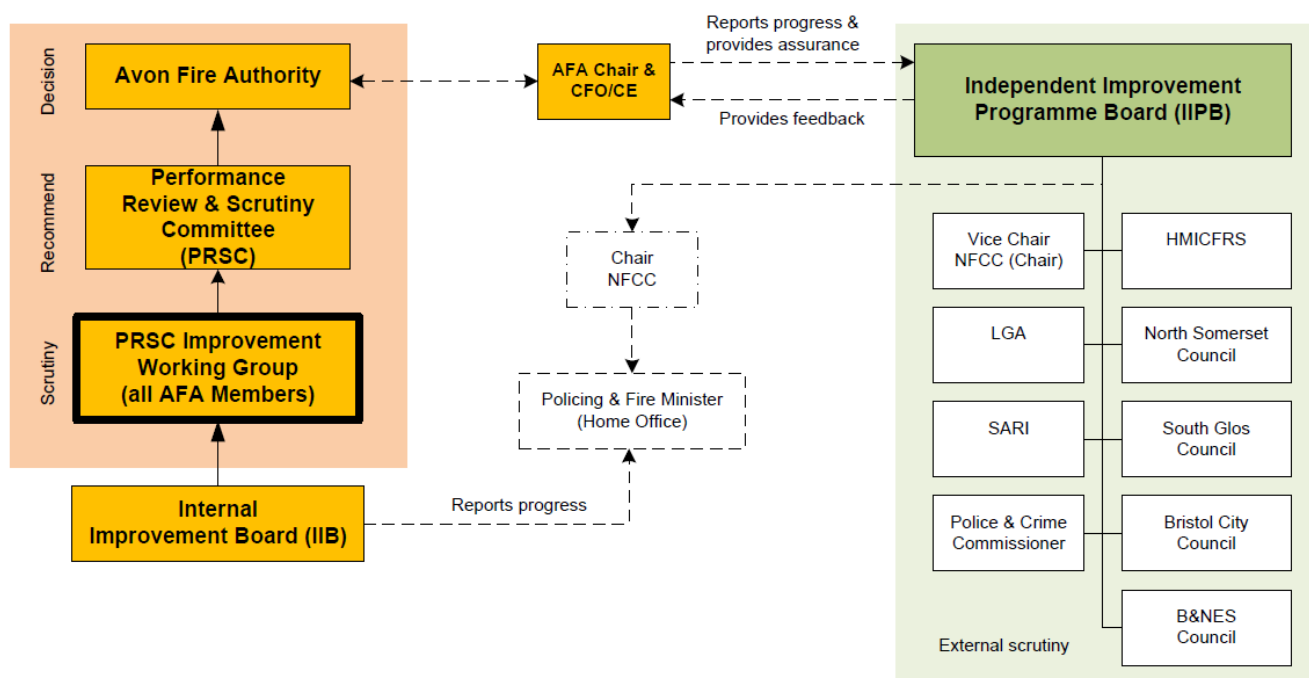 Decision
Avon Fire Authority
Recommend
Performance
Review & Scrutiny
Committee
(PRSC)
Scrutiny
PRSC Improvement
Working Group
(all AFA Members)
Internal
Improvement Board (IIB)
AFA Chair &
CFO/CE
Reports progress &
provides assurance
Provides feedback
Chair
NFCC
Policing & Fire Minister
(Home Office)
Reports progress
Independent Improvement
Programme Board (IIPB)
Vice Chair
NFCC (Chair)
HMICFRS
LGA
North Somerset
Council
SARI
South Glos
Council
Police & Crime
Commissioner
Bristol City
Council
B&NES
Council
External scrutiny